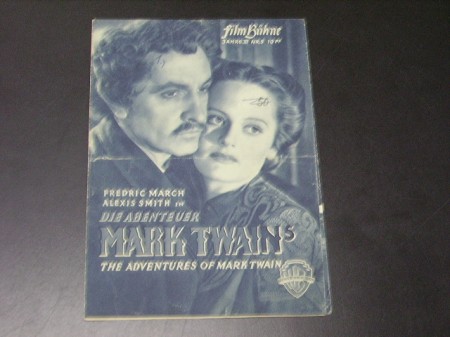 film Bühne
FREDRIC MARCH
ALEXIS SMITH in
DIE ABENTEUER
MARK TWAINS
THE ADVENTURES OF MARK TWAIN